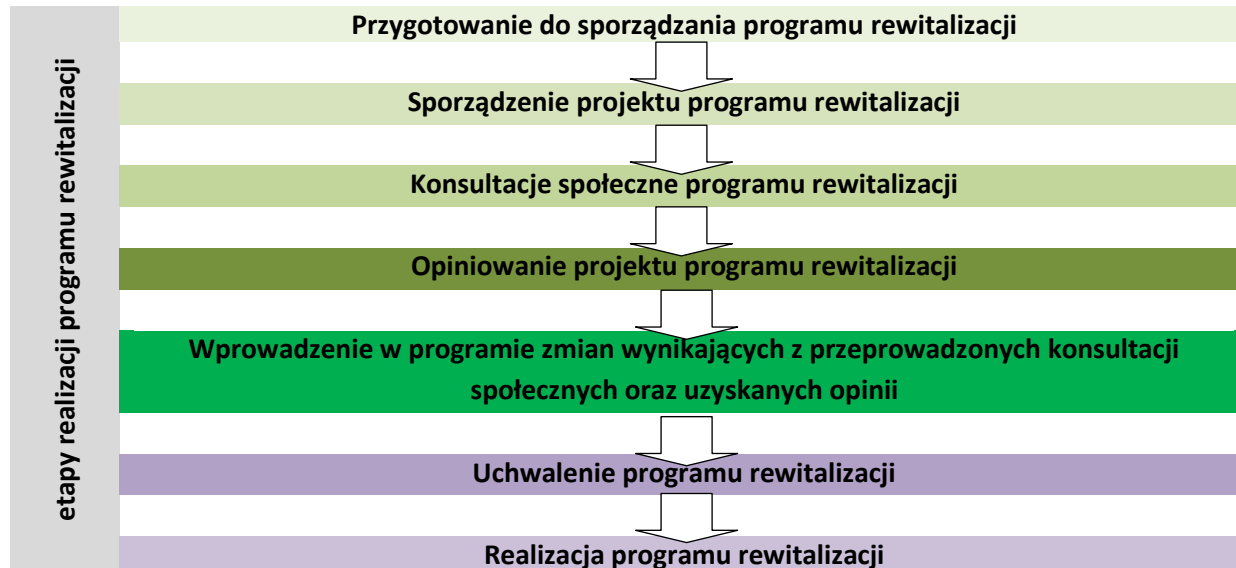 etapy realizacji programu rewitalizacji
Przygotowanie do sporządzania programu rewitalizacji
Sporządzenie projektu programu rewitalizacji
Konsultacje społeczne programu rewitalizacji
Opiniowanie projektu programu rewitalizacji
Wprowadzenie w programie zmian wynikających z przeprowadzonych konsultacji
społecznych oraz uzyskanych opinii
Uchwalenie programu rewitalizacji
Realizacja programu rewitalizacji